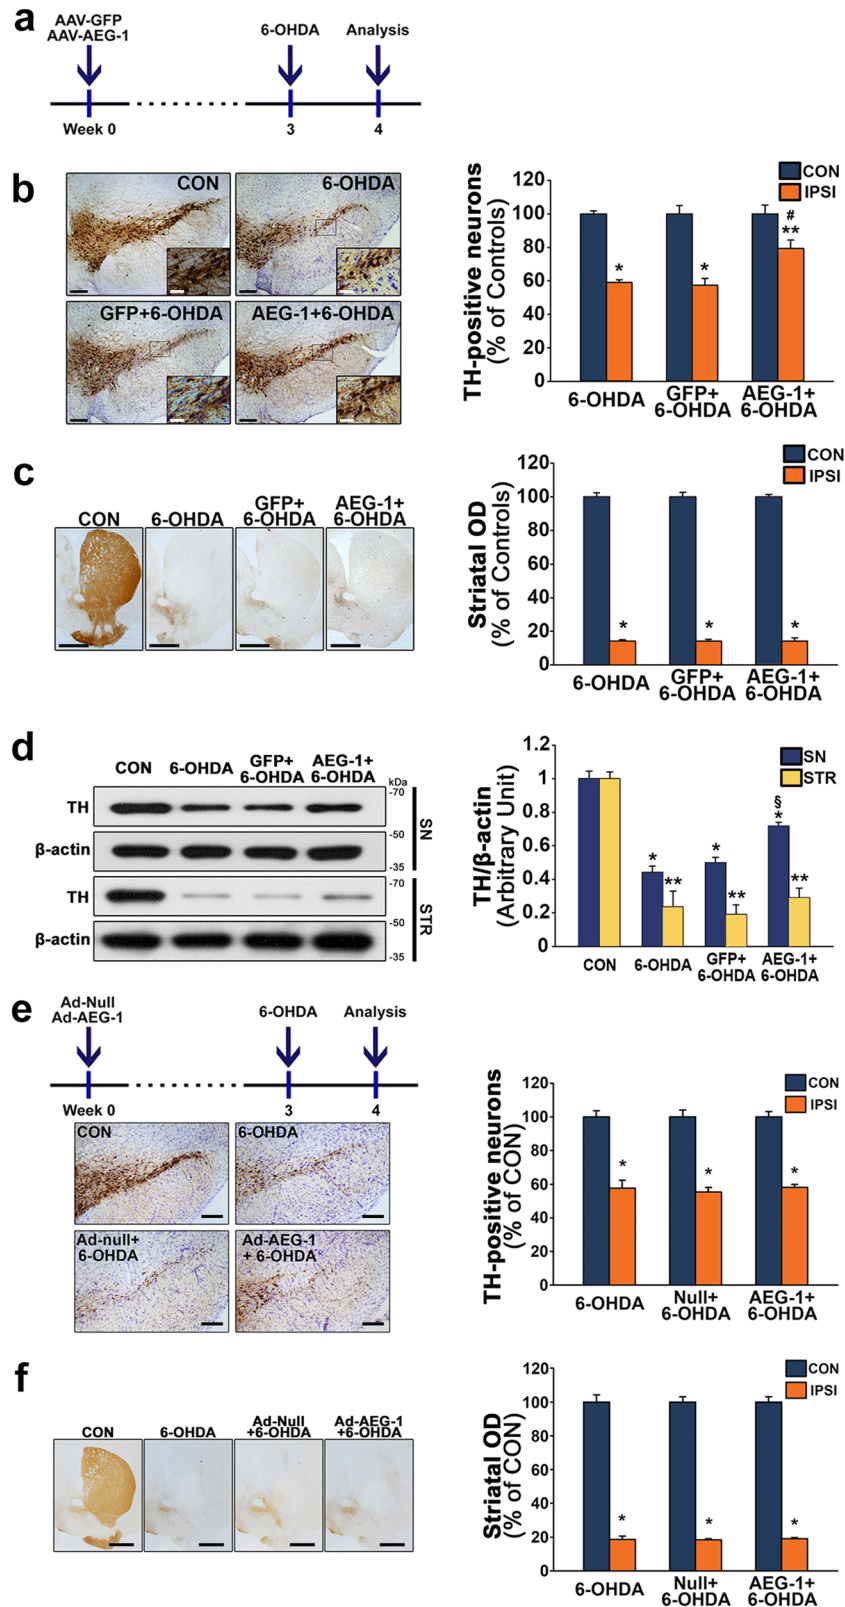 a
AAV-GFP
AAV-AEG-1
6-OHDA
Analysis
Week 0
3
4
b
CON
6-OHDA
GFP+6-OHDA
AEG-1+6-OHDA
TH-positive neurons
(% of Controls)
120
100
80
60
40
20
0
CON
IPSI
*
*
#
**
6-OHDA
GFP+
6-OHDA
AEG-1+
6-OHDA
c
CON
6-OHDA
GFP+
6-OHDA
AEG-1+
6-OHDA
Striatal OD
(% of Controls)
120
100
80
60
40
20
0
CON
IPSI
*
*
*
6-OHDA
GFP+
6-OHDA
AEG-1+
6-OHDA
d
CON
6-OHDA
GFP+
6-OHDA
AEG-1+
6-OHDA
kDa
TH
-70
β-actin
-50
-35
SN
TH
-70
β-actin
-50
-35
STR
TH/β-actin
(Arbitrary Unit)
1.2
1
0.8
0.6
0.4
0.2
0
SN
STR
*
**
*
**
§
*
**
CON
6-OHDA
GFP+
6-OHDA
AEG-1+
6-OHDA
e
Ad-Null
Ad-AEG-1
6-OHDA
Analysis
Week 0
3
4
CON
6-OHDA
Ad-null+
6-OHDA
Ad-AEG-1
+ 6-OHDA
TH-positive neurons
(% of CON)
120
100
80
60
40
20
0
CON
IPSI
*
*
*
6-OHDA
Null+
6-OHDA
AEG-1+
6-OHDA
f
CON
6-OHDA
Ad-Null
+6-OHDA
Ad-AEG-1
+6-OHDA
Striatal OD
(% of CON)
120
100
80
60
40
20
0
CON
IPSI
*
*
*
6-OHDA
Null+
6-OHDA
AEG-1+
6-OHDA